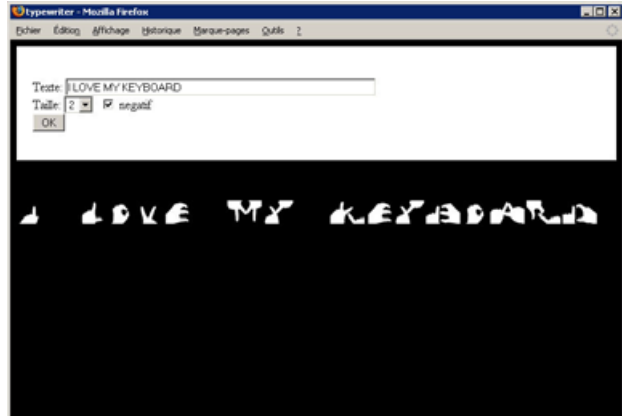 typewriter - Mozilla Firefox
Fichier Édition Affichage Historique Marque-pages Outils ?
Texte: I LOVE MY KEYBOARD
Taille: 2 negatif
OK
I LOVE MY KEYBOARD